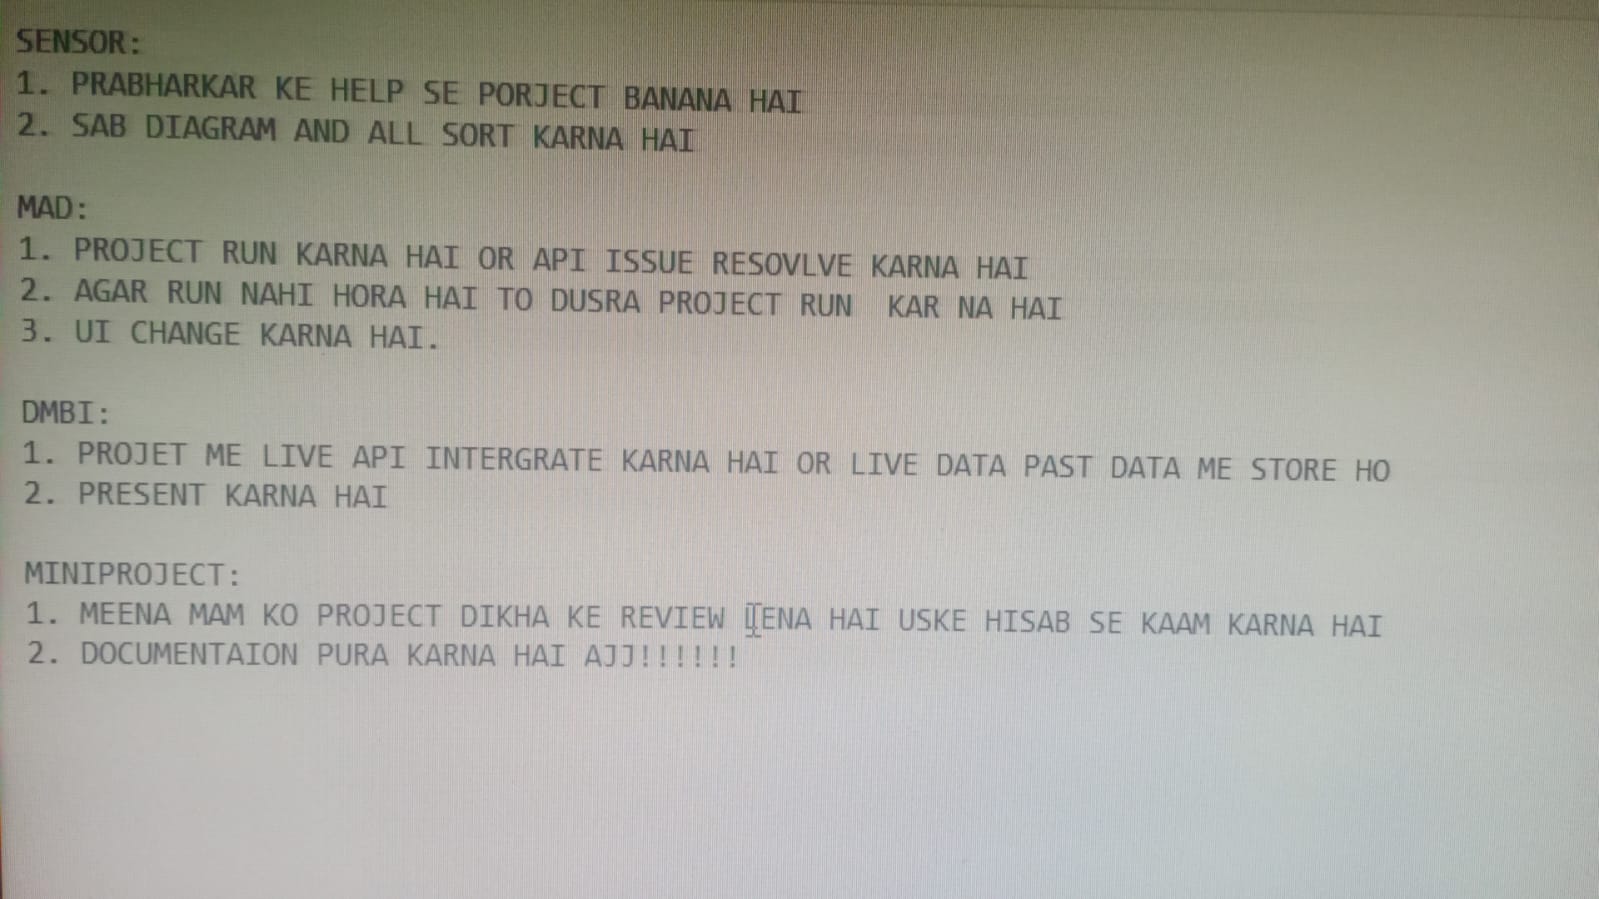 SENSOR:
1. PRABHARKAR KE HELP SE PORJECT BANANA HAI
2. SAB DIAGRAM AND ALL SORT KARNA HAI
MAD:
1. PROJECT RUN KARNA HAI OR API ISSUE RESOVLVE KARNA HAI
2. AGAR RUN NAHI HORA HAI TO DUSRA PROJECT RUN  KAR NA HAI
3. UI CHANGE KARNA HAI.
DMBI:
1. PROJET ME LIVE API INTERGRATE KARNA HAI OR LIVE DATA PAST DATA ME STORE HO
2. PRESENT KARNA HAI
MINIPROJECT:
1. MEENA MAM KO PROJECT DIKHA KE REVIEW LENA HAI USKE HISAB SE KAAM KARNA HAI
2. DOCUMENTAION PURA KARNA HAI AJJ!!!!!!